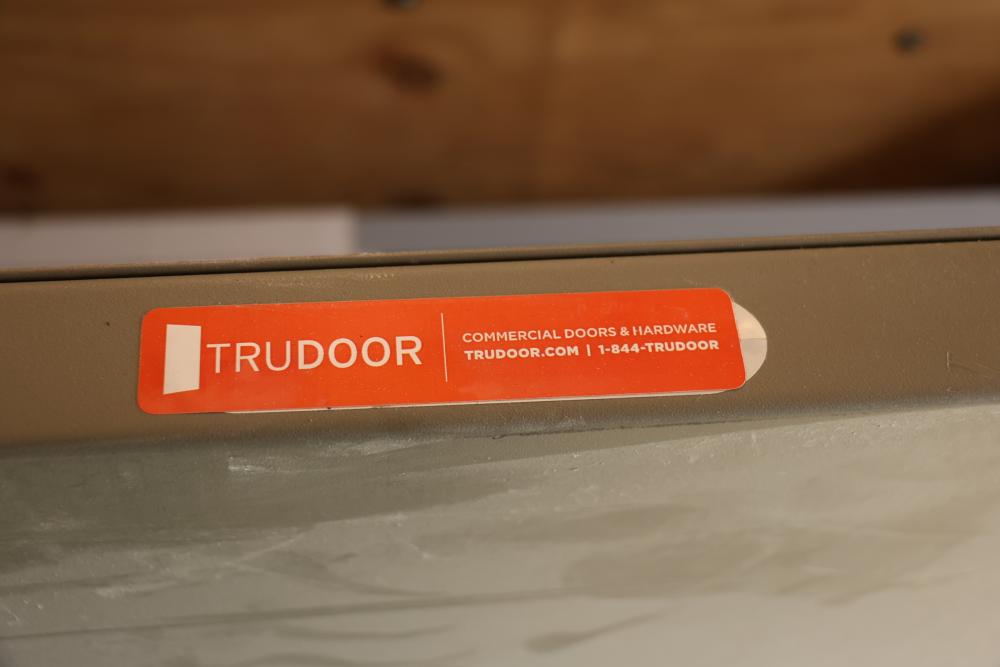 TRUDOOR
COMMERCIAL DOORS & HARDWARE
TRUDOOR.COM | 1-844-TRUDOOR